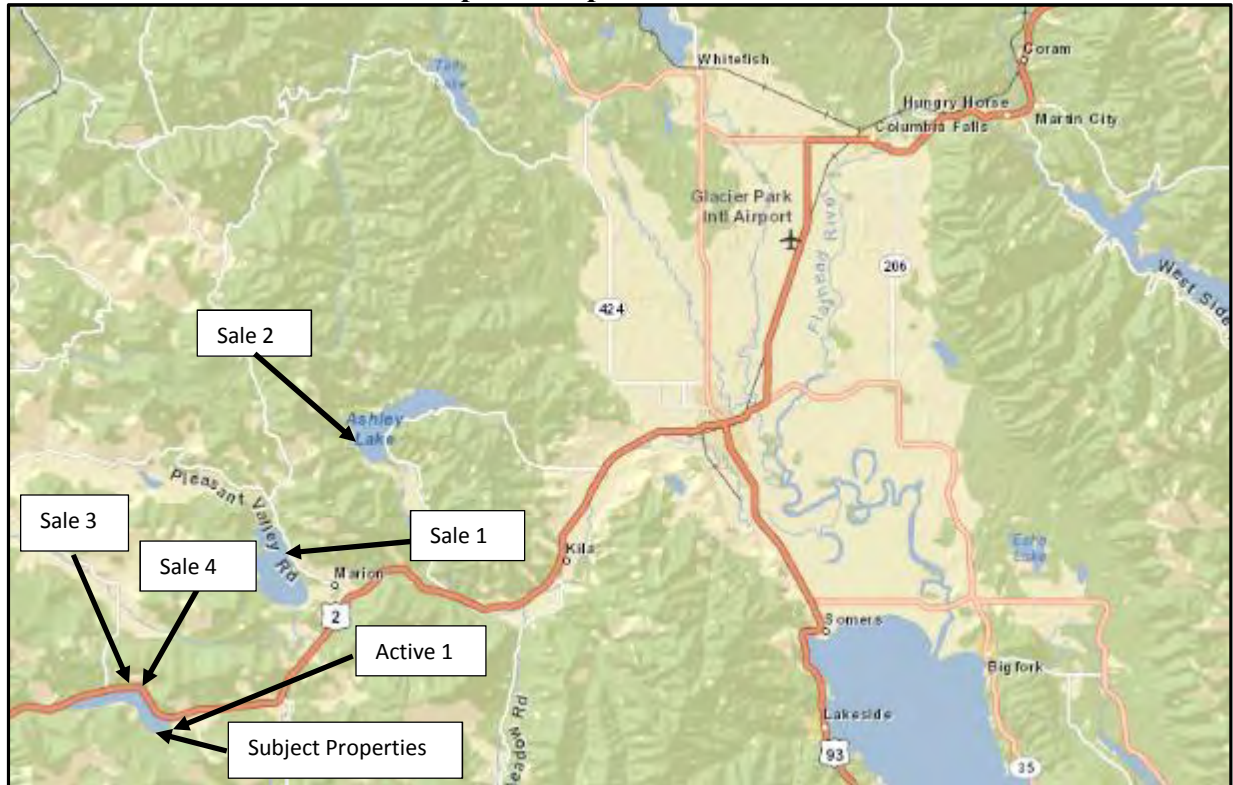 Whitefish
Coram
Hungry Horse
Martin City
Columbia Falls
Glacier Park
Intl Airport
Flathead River
206
West Side
424
Sale 2
Ashley
Lake
Pleasant Valley Rd
Sale 3
Sale 1
Sale 4
Kila
Marion
2
Active 1
Somers
Bigfork
Subject Properties
Lakeside
93
35
Lake
Lake